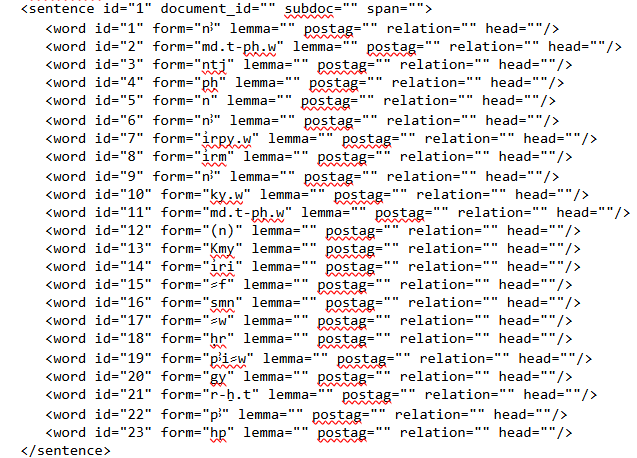 <sentence id="1" document_id="" subdoc="" span="">
<word id="1" form="nꜣ" lemma="" postag="" relation="" head=""/>
<word id="2" form="md.t-ph.w" lemma="" postag="" relation="" head=""/>
<word id="3" form="ntj" lemma="" postag="" relation="" head=""/>
<word id="4" form="ph" lemma="" postag="" relation="" head=""/>
<word id="5" form="n" lemma="" postag="" relation="" head=""/>
<word id="6" form="nꜣ" lemma="" postag="" relation="" head=""/>
<word id="7" form="i҆rpy.w" lemma="" postag="" relation="" head=""/>
<word id="8" form="i҆rm" lemma="" postag="" relation="" head=""/>
<word id="9" form="nꜣ" lemma="" postag="" relation="" head=""/>
<word id="10" form="ky.w" lemma="" postag="" relation="" head=""/>
<word id="11" form="md.t-ph.w" lemma="" postag="" relation="" head=""/>
<word id="12" form="(n)" lemma="" postag="" relation="" head=""/>
<word id="13" form="Kmy" lemma="" postag="" relation="" head=""/>
<word id="14" form="iri" lemma="" postag="" relation="" head=""/>
<word id="15" form="⸗f" lemma="" postag="" relation="" head=""/>
<word id="16" form="smn" lemma="" postag="" relation="" head=""/>
<word id="17" form="⸗w" lemma="" postag="" relation="" head=""/>
<word id="18" form="ḥr" lemma="" postag="" relation="" head=""/>
<word id="19" form="pꜣi⸗w" lemma="" postag="" relation="" head=""/>
<word id="20" form="gy" lemma="" postag="" relation="" head=""/>
<word id="21" form="r-ẖ.t" lemma="" postag="" relation="" head=""/>
<word id="22" form="pꜣ" lemma="" postag="" relation="" head=""/>
<word id="23" form="hp" lemma="" postag="" relation="" head=""/>
</sentence>